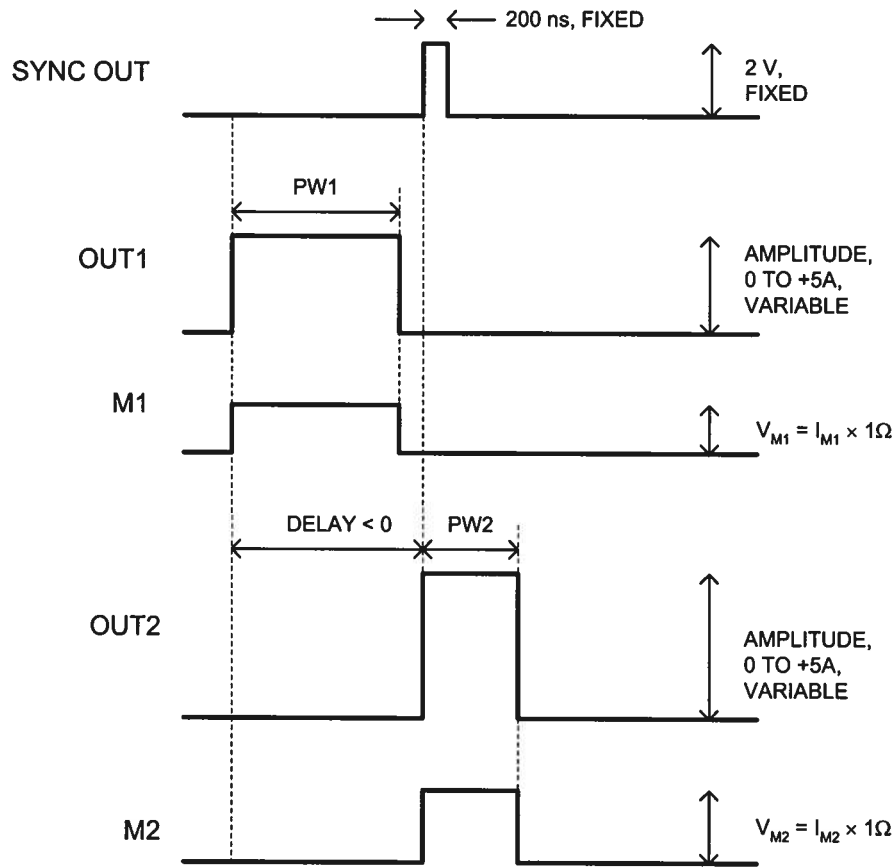 200 ns, FIXED
SYNC OUT
2 V,
FIXED
PW1
OUT1
AMPLITUDE,
0 TO +5A,
VARIABLE
M1
V_M1 = I_M1 × 1Ω
DELAY < 0
PW2
OUT2
AMPLITUDE,
0 TO +5A,
VARIABLE
M2
V_M2 = I_M2 × 1Ω